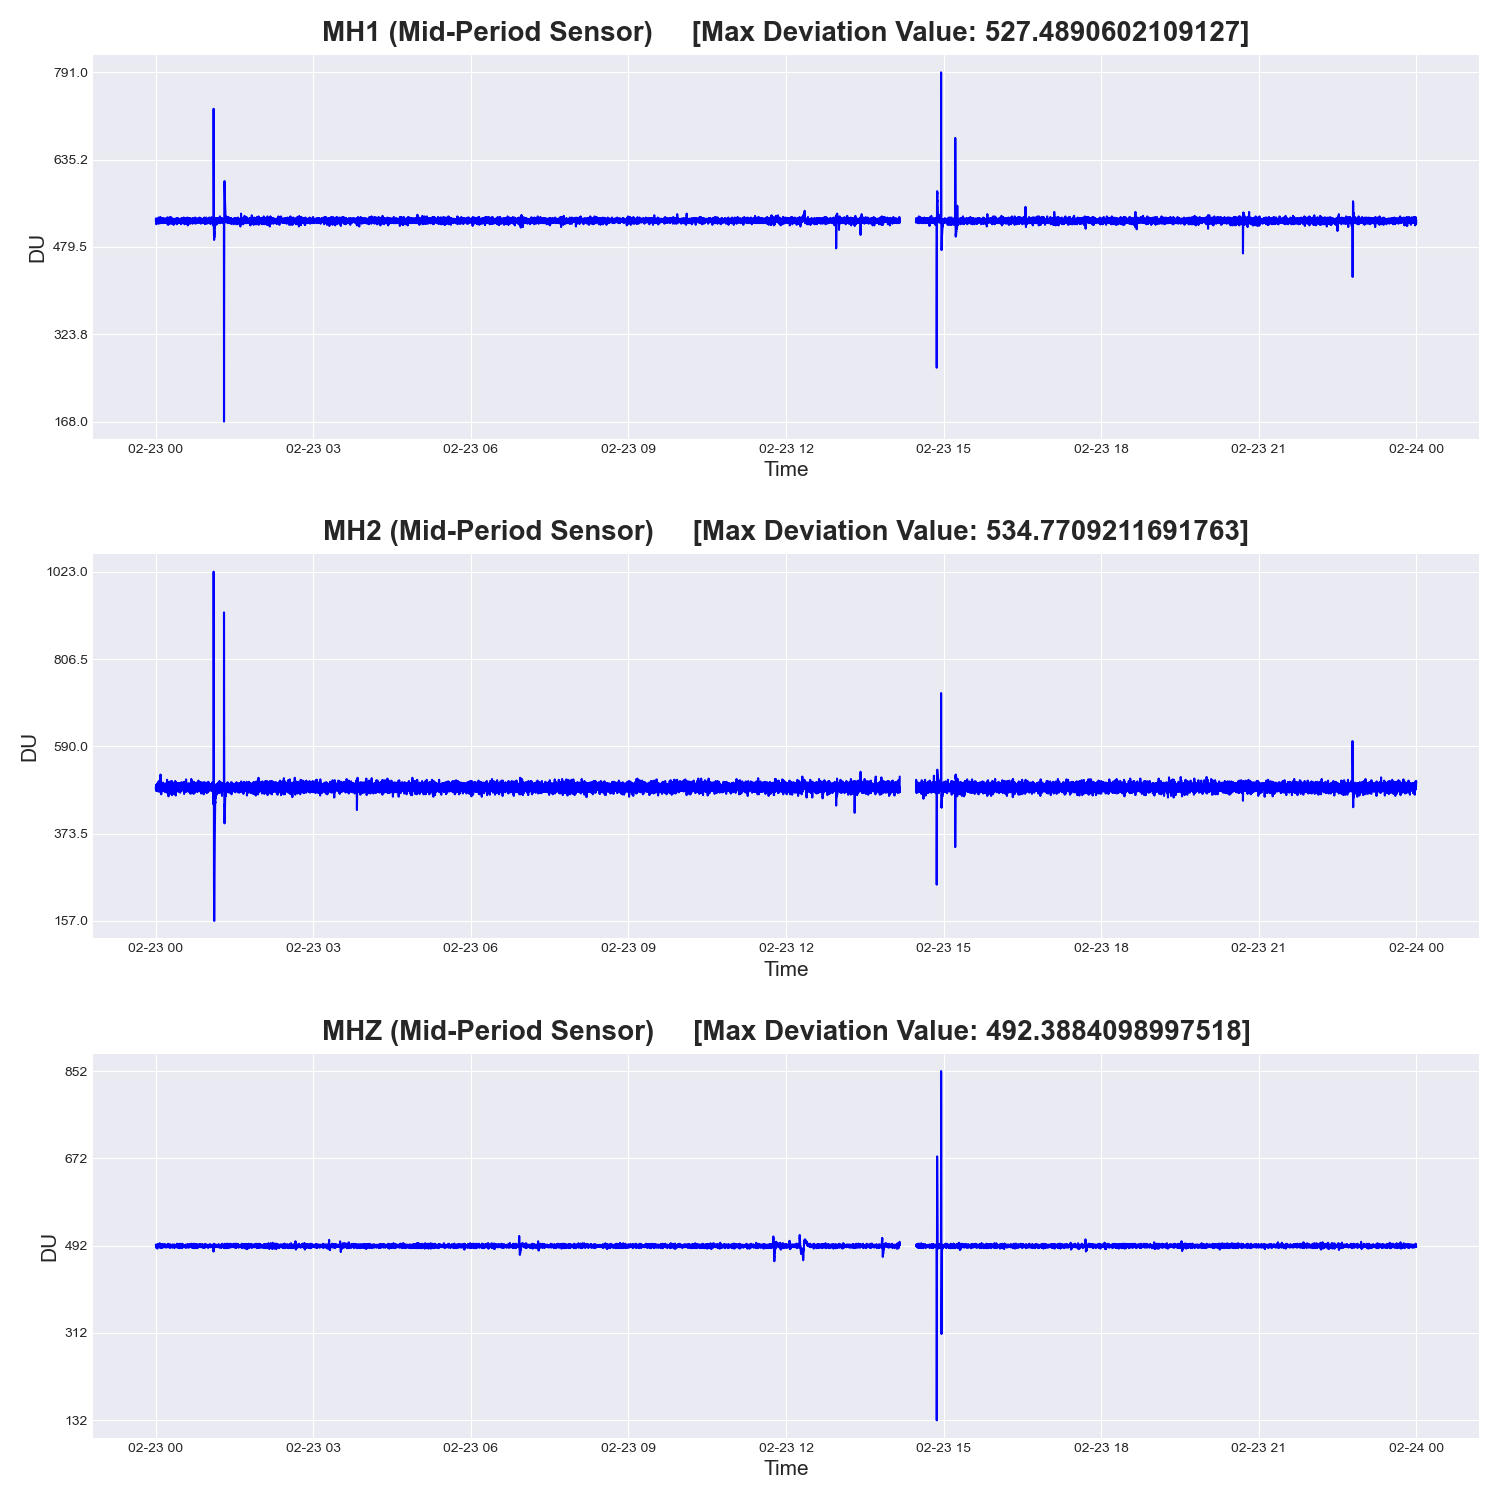 MH1 (Mid-Period Sensor) [Max Deviation Value: 527.4890602109127]
791.0
635.2
479.5
323.8
168.0
DU
02-23 00 02-23 03 02-23 06 02-23 09 02-23 12 02-23 15 02-23 18 02-23 21 02-24 00
Time
MH2 (Mid-Period Sensor) [Max Deviation Value: 534.7709211691763]
1023.0
806.5
590.0
373.5
157.0
DU
02-23 00 02-23 03 02-23 06 02-23 09 02-23 12 02-23 15 02-23 18 02-23 21 02-24 00
Time
MHZ (Mid-Period Sensor) [Max Deviation Value: 492.3884098997518]
852
672
492
312
132
DU
02-23 00 02-23 03 02-23 06 02-23 09 02-23 12 02-23 15 02-23 18 02-23 21 02-24 00
Time